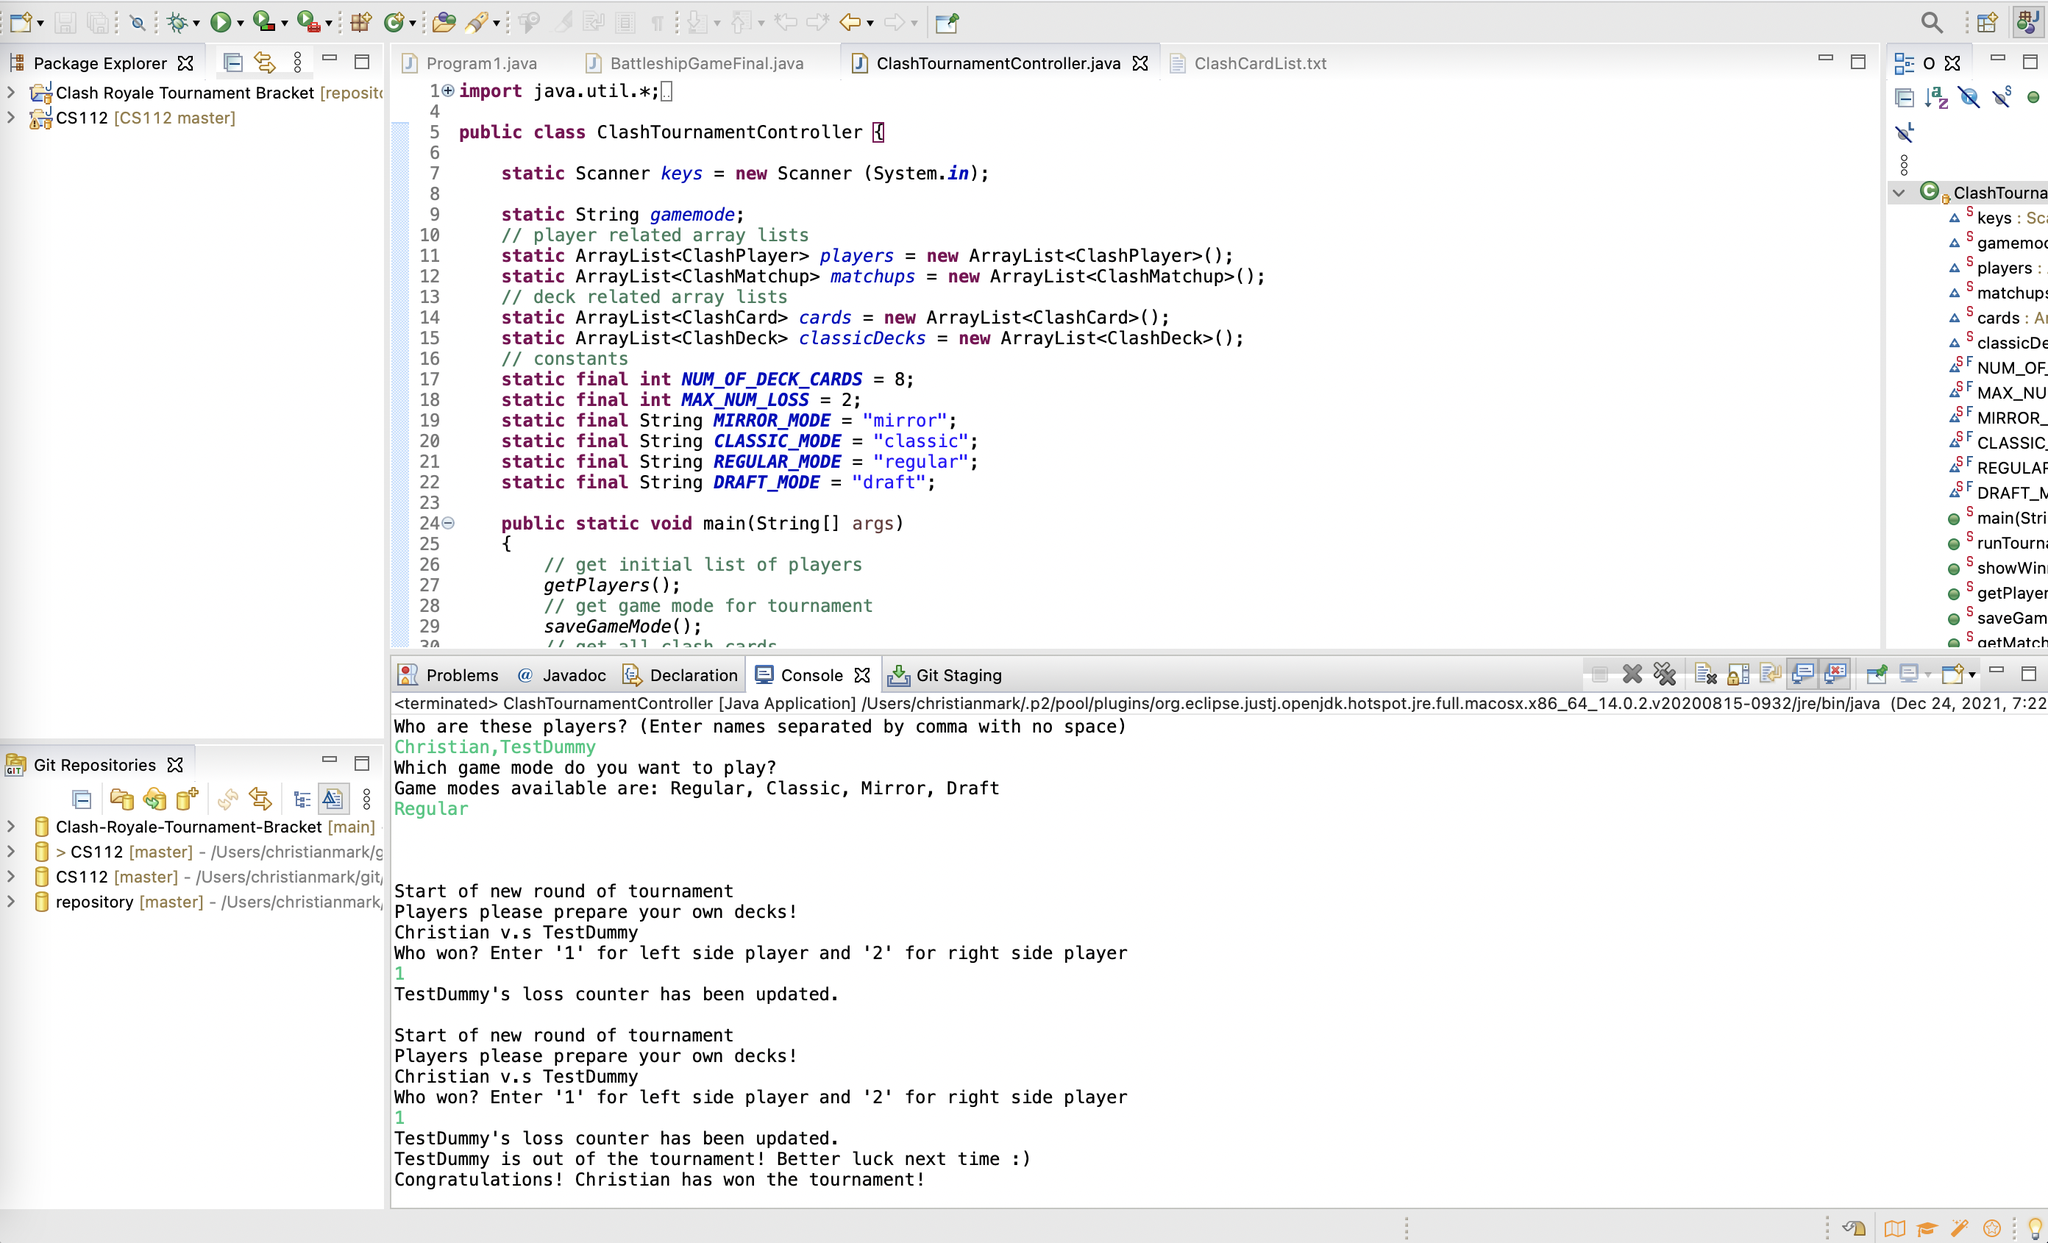 Package Explorer
Clash Royale Tournament Bracket [reposito
CS112 [CS112 master]
Program1.java
BattleshipGameFinal.java
ClashTournamentController.java
ClashCardList.txt
1 import java.util.*;
4
5 public class ClashTournamentController {
6
7 static Scanner keys = new Scanner (System.in);
8
9 static String gamemode;
10 // player related array lists
11 static ArrayList<ClashPlayer> players = new ArrayList<ClashPlayer>();
12 static ArrayList<ClashMatchup> matchups = new ArrayList<ClashMatchup>();
13 // deck related array lists
14 static ArrayList<ClashCard> cards = new ArrayList<ClashCard>();
15 static ArrayList<ClashDeck> classicDecks = new ArrayList<ClashDeck>();
16 // constants
17 static final int NUM_OF_DECK_CARDS = 8;
18 static final int MAX_NUM_LOSS = 2;
19 static final String MIRROR_MODE = "mirror";
20 static final String CLASSIC_MODE = "classic";
21 static final String REGULAR_MODE = "regular";
22 static final String DRAFT_MODE = "draft";
23
24 public static void main(String[] args)
25 {
26 // get initial list of players
27 getPlayers();
28 // get game mode for tournament
29 saveGameMode();
30 // get all clash cards
O
ClashTourna
keys : Sca
gamemod
players :
matchups
cards : Ar
classicDe
NUM_OF_
MAX_NU
MIRROR_
CLASSIC_
REGULAR
DRAFT_M
main(Stri
runTourna
showWin
getPlayer
saveGam
getMatch
Git Repositories
Clash-Royale-Tournament-Bracket [main]
> CS112 [master] - /Users/christianmark/g
CS112 [master] - /Users/christianmark/git/
repository [master] - /Users/christianmark/
Problems
@ Javadoc
Declaration
Console
Git Staging
<terminated> ClashTournamentController [Java Application] /Users/christianmark/.p2/pool/plugins/org.eclipse.justj.openjdk.hotspot.jre.full.macosx.x86_64_14.0.2.v20200815-0932/jre/bin/java (Dec 24, 2021, 7:22
Who are these players? (Enter names separated by comma with no space)
Christian,TestDummy
Which game mode do you want to play?
Game modes available are: Regular, Classic, Mirror, Draft
Regular
Start of new round of tournament
Players please prepare your own decks!
Christian v.s TestDummy
Who won? Enter '1' for left side player and '2' for right side player
1
TestDummy's loss counter has been updated.
Start of new round of tournament
Players please prepare your own decks!
Christian v.s TestDummy
Who won? Enter '1' for left side player and '2' for right side player
1
TestDummy's loss counter has been updated.
TestDummy is out of the tournament! Better luck next time :)
Congratulations! Christian has won the tournament!